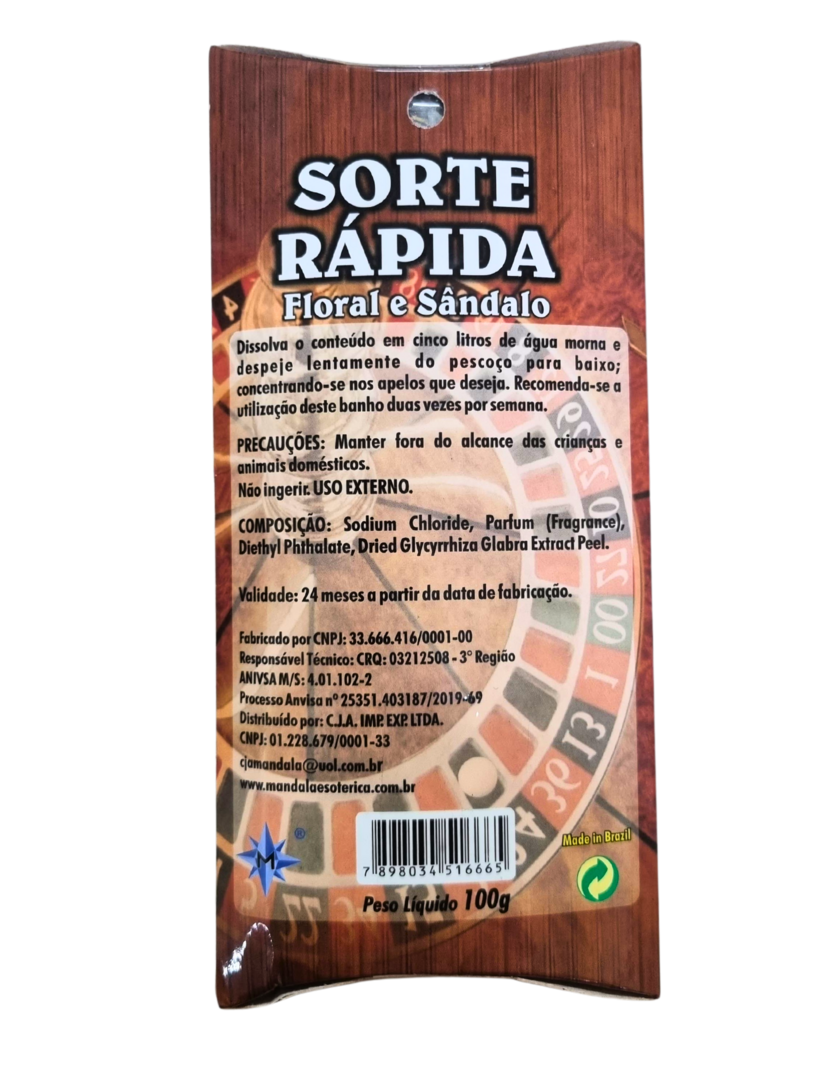 SORTE
RÁPIDA
Floral e Sândalo
Dissolva o conteúdo em cinco litros de água morna e
despeje lentamente do pescoço para baixo;
concentrando-se nos apelos que deseja. Recomenda-se a
utilização deste banho duas vezes por semana.
PRECAUÇÕES: Manter fora do alcance das crianças e
animais domésticos.
Não ingerir. USO EXTERNO.
COMPOSIÇÃO: Sodium Chloride, Parfum (Fragrance),
Diethyl Phthalate, Dried Glycyrrhiza Glabra Extract Peel.
Validade: 24 meses a partir da data de fabricação.
Fabricado por CNPJ: 33.666.416/0001-00
Responsável Técnico: CRQ: 03212508 - 3º Região
ANIVSA M/S: 4.01.102-2
Processo Anvisa nº 25351.403187/2019-69
Distribuído por: C.J.A. IMP. EXP. LTDA.
CNPJ: 01.228.679/0001-33
cjamandala@uol.com.br
www.mandalaesoterica.com.br
M ®
7 898034 516665
Made in Brazil
Peso Líquido 100g